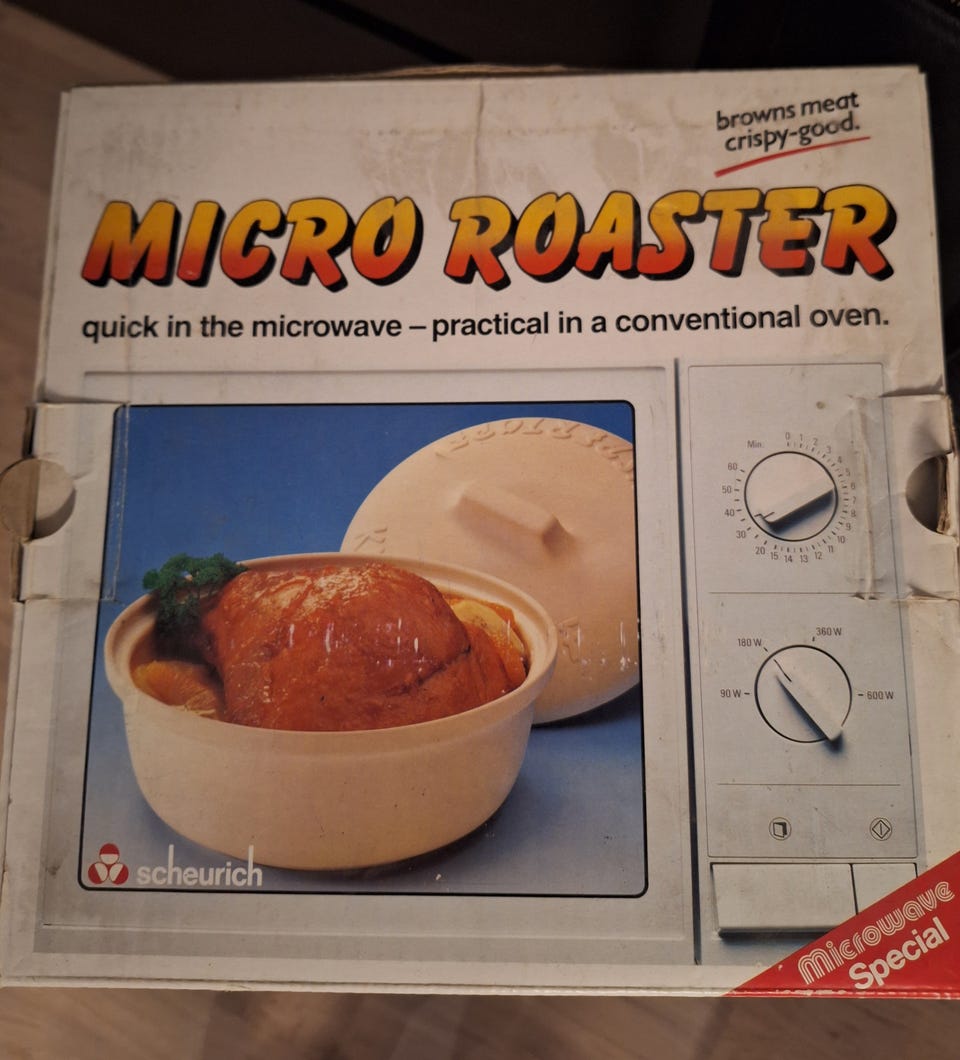 browns meat
crispy-good.
MICRO ROASTER
quick in the microwave – practical in a conventional oven.
Min.
0 1 2 3 4 5 6 7 8 9 10 11 12 13 14 15 20 30 40 50 60
180 W
360 W
90 W
600 W
scheurich
Microwave
Special